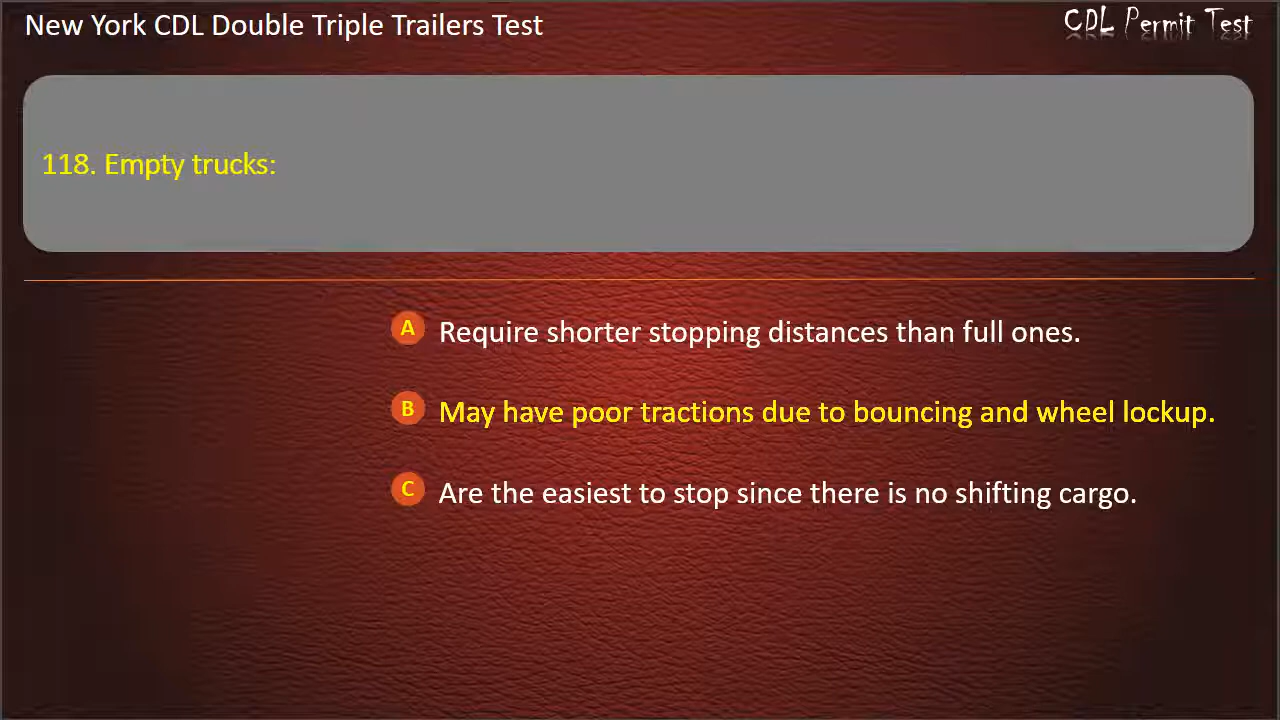 New York CDL Double Triple Trailers Test
CDL Permit Test
118. Empty trucks:
A Require shorter stopping distances than full ones.
B May have poor tractions due to bouncing and wheel lockup.
C Are the easiest to stop since there is no shifting cargo.